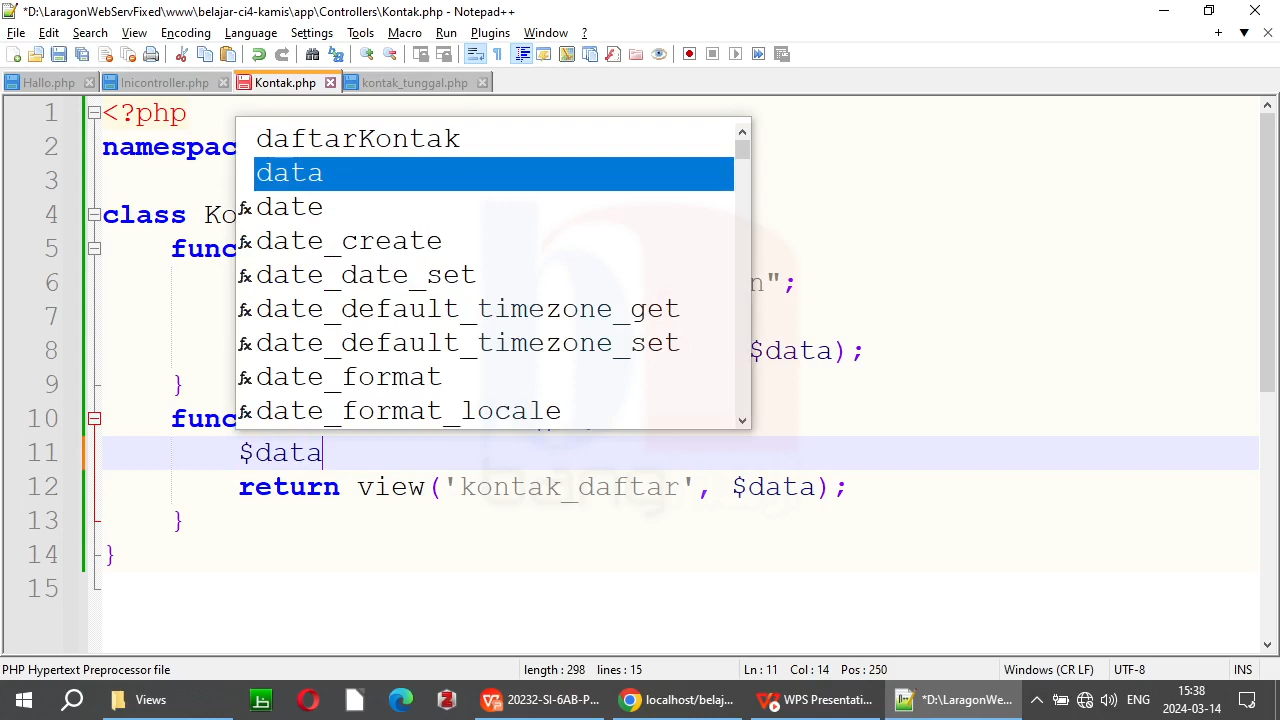 *D:\LaragonWebServFixed\www\belajar-ci4-kamis\app\Controllers\Kontak.php - Notepad++
File Edit Search View Encoding Language Settings Tools Macro Run Plugins Window ?
Hallo.php Inicontroller.php Kontak.php kontak_tunggal.php
1 <?php
2 namespac
3
4 class Ko
5 func
6 n";
7
8 $data);
9 }
10 func
11 $data
12 return view('kontak_daftar', $data);
13 }
14 }
15
daftarKontak
data
date
date_create
date_date_set
date_default_timezone_get
date_default_timezone_set
date_format
date_format_locale
PHP Hypertext Preprocessor file length : 298 lines : 15 Ln : 11 Col : 14 Pos : 250 Windows (CR LF) UTF-8 INS
Views 20232-SI-6AB-P... localhost/belaj... WPS Presentati... *D:\LaragonWe... ENG 15:38
2024-03-14